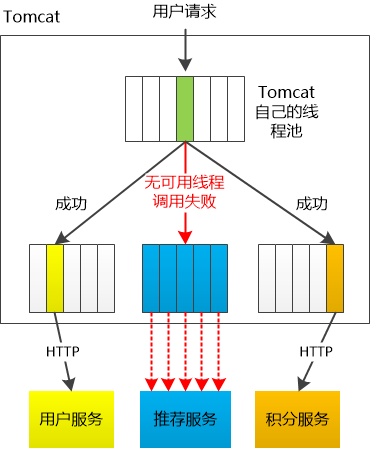 用户请求
Tomcat
Tomcat
自己的线
程池
无可用线程
调用失败
成功
成功
HTTP
HTTP
用户服务
推荐服务
积分服务